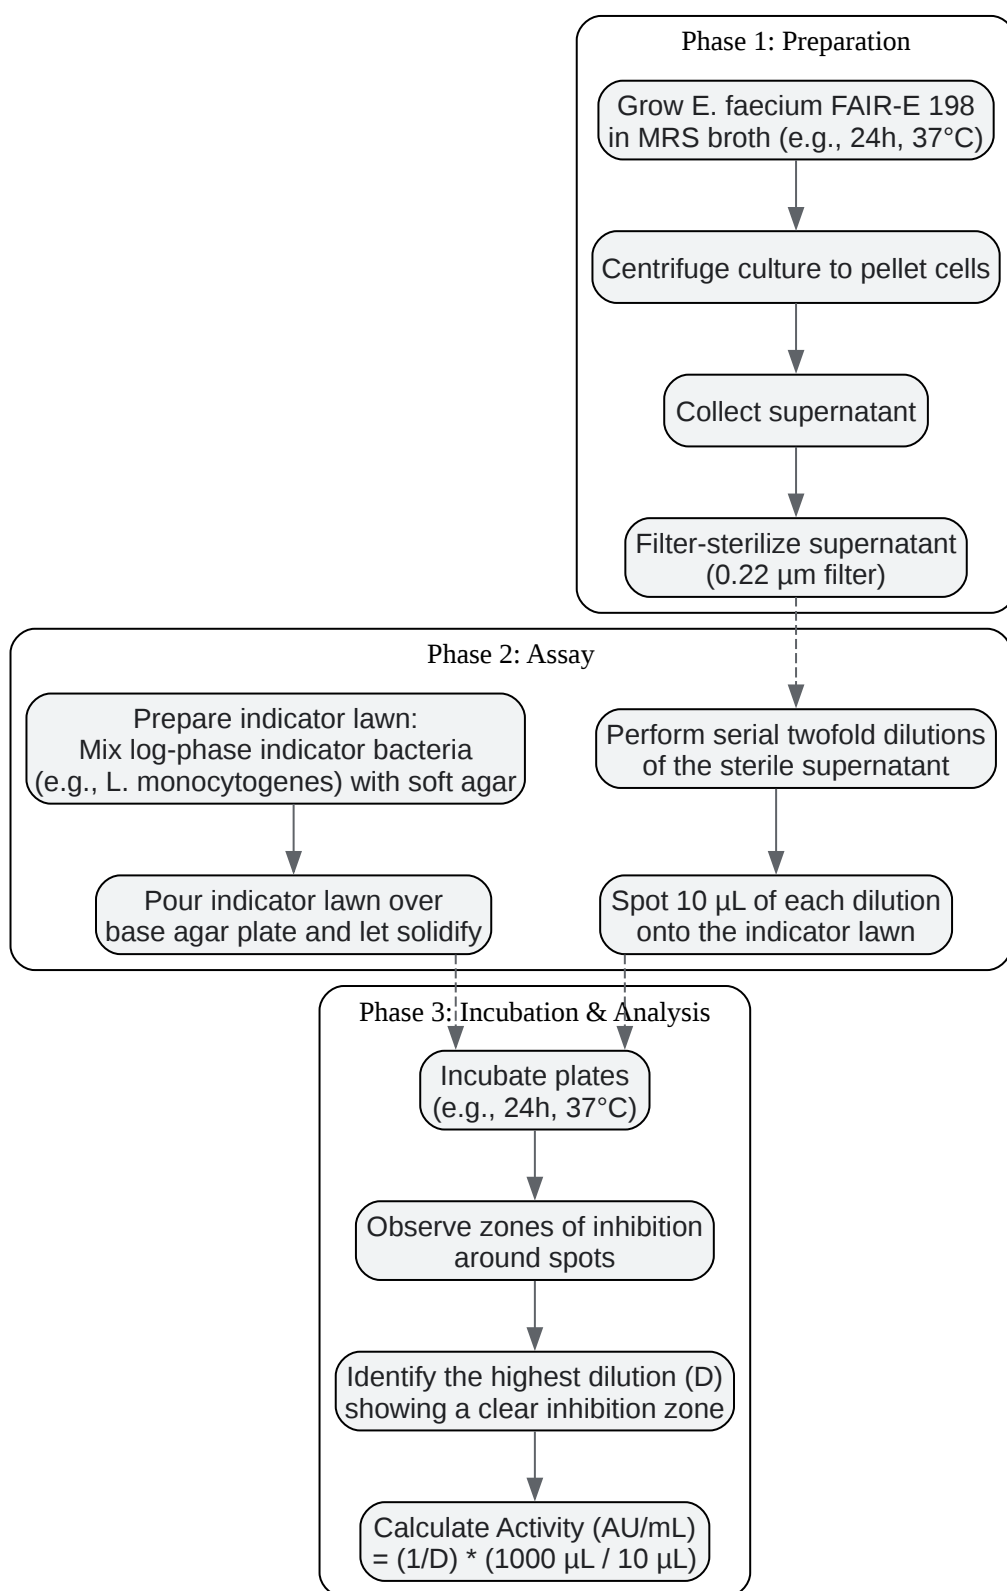 Phase 1: Preparation
Grow E. faecium FAIR-E 198
in MRS broth (e.g., 24h, 37°C)
Centrifuge culture to pellet cells
Collect supernatant
Filter-sterilize supernatant
(0.22 µm filter)
Phase 2: Assay
Prepare indicator lawn:
Mix log-phase indicator bacteria
(e.g., L. monocytogenes) with soft agar
Pour indicator lawn over
base agar plate and let solidify
Perform serial twofold dilutions
of the sterile supernatant
Spot 10 µL of each dilution
onto the indicator lawn
Phase 3: Incubation & Analysis
Incubate plates
(e.g., 24h, 37°C)
Observe zones of inhibition
around spots
Identify the highest dilution (D)
showing a clear inhibition zone
Calculate Activity (AU/mL)
= (1/D) * (1000 µL / 10 µL)